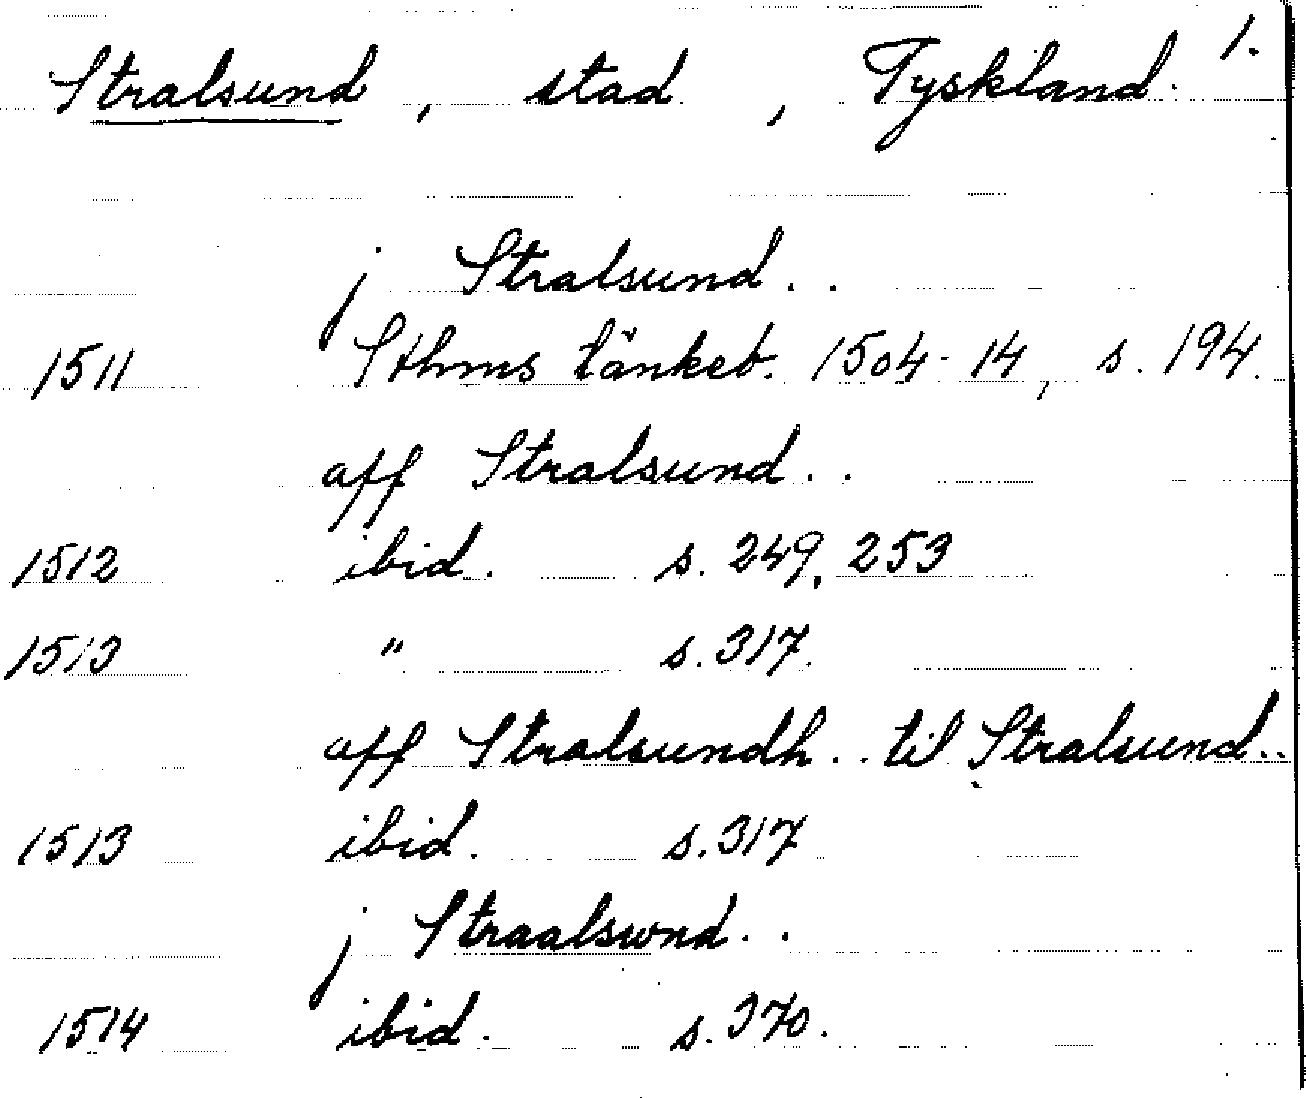 Stralsund, stad, Tyskland. 1.
j Stralsund..
1511 Sthms tänkeb. 1504-14, s. 194.
aff Stralsund..
1512 ibid. s. 249, 253
1513 " s. 317.
aff Stralsundh.. til Stralsund..
1513 ibid. s. 317
j Straalswnd..
1514 ibid. s. 370.